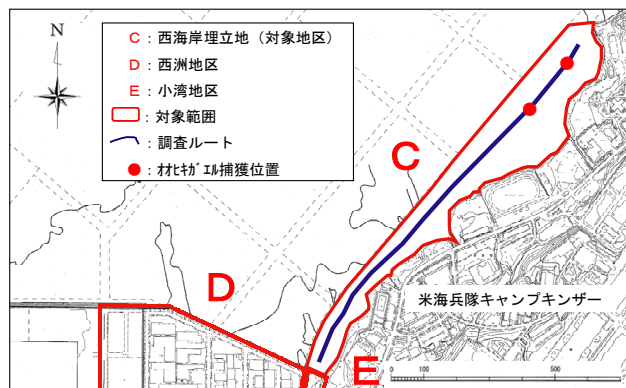 N
C：西海岸埋立地（対象地区）
D：西洲地区
E：小湾地区
：対象範囲
：調査ルート
：ｵｵﾋｷｶﾞｴﾙ捕獲位置
C
D
米海兵隊キャンプキンザー
E
0 100 500